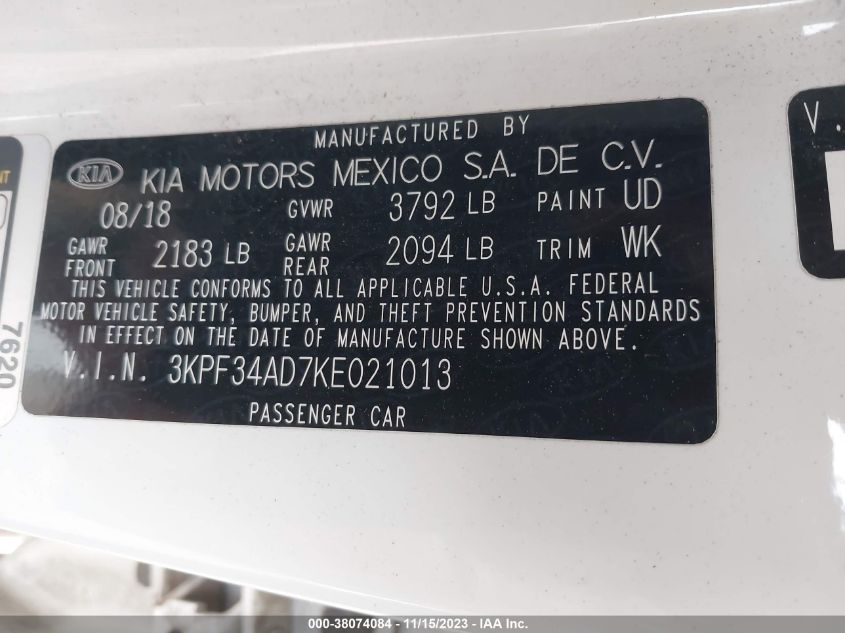 MANUFACTURED BY
KIA KIA MOTORS MEXICO S.A. DE C.V.
08/18 GVWR 3792 LB PAINT UD
GAWR FRONT 2183 LB GAWR REAR 2094 LB TRIM WK
THIS VEHICLE CONFORMS TO ALL APPLICABLE U.S.A. FEDERAL
MOTOR VEHICLE SAFETY, BUMPER, AND THEFT PREVENTION STANDARDS
IN EFFECT ON THE DATE OF MANUFACTURE SHOWN ABOVE.
V.I.N. 3KPF34AD7KE021013
PASSENGER CAR
7620
V.
000-38074084 - 11/15/2023 - IAA Inc.